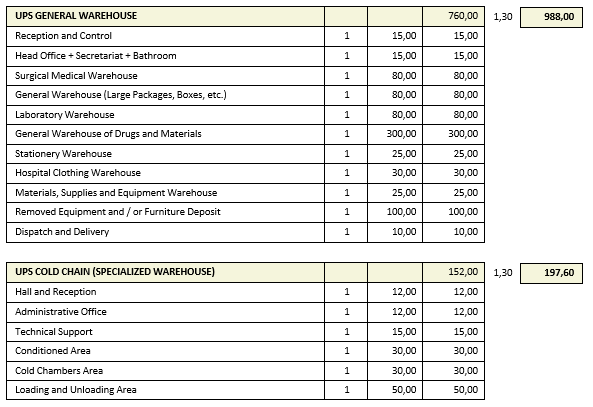 UPS GENERAL WAREHOUSE 760,00 1,30 988,00
Reception and Control 1 15,00 15,00
Head Office + Secretariat + Bathroom 1 15,00 15,00
Surgical Medical Warehouse 1 80,00 80,00
General Warehouse (Large Packages, Boxes, etc.) 1 80,00 80,00
Laboratory Warehouse 1 80,00 80,00
General Warehouse of Drugs and Materials 1 300,00 300,00
Stationery Warehouse 1 25,00 25,00
Hospital Clothing Warehouse 1 30,00 30,00
Materials, Supplies and Equipment Warehouse 1 25,00 25,00
Removed Equipment and / or Furniture Deposit 1 100,00 100,00
Dispatch and Delivery 1 10,00 10,00
UPS COLD CHAIN (SPECIALIZED WAREHOUSE) 152,00 1,30 197,60
Hall and Reception 1 12,00 12,00
Administrative Office 1 12,00 12,00
Technical Support 1 15,00 15,00
Conditioned Area 1 30,00 30,00
Cold Chambers Area 1 30,00 30,00
Loading and Unloading Area 1 50,00 50,00